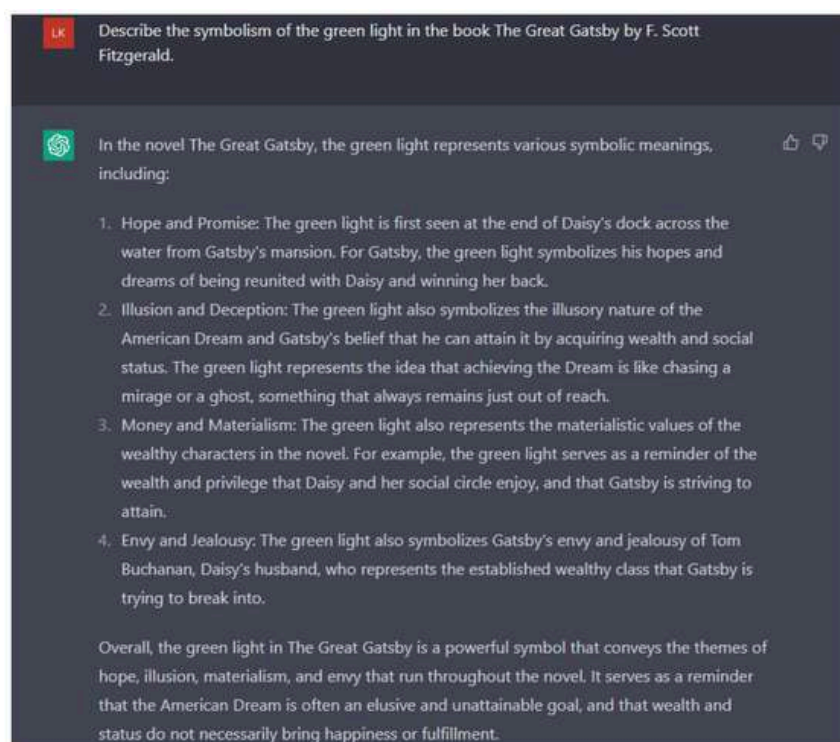 LK
Describe the symbolism of the green light in the book The Great Gatsby by F. Scott
Fitzgerald.
In the novel The Great Gatsby, the green light represents various symbolic meanings,
including:
1. Hope and Promise: The green light is first seen at the end of Daisy's dock across the
water from Gatsby's mansion. For Gatsby, the green light symbolizes his hopes and
dreams of being reunited with Daisy and winning her back.
2. Illusion and Deception: The green light also symbolizes the illusory nature of the
American Dream and Gatsby's belief that he can attain it by acquiring wealth and social
status. The green light represents the idea that achieving the Dream is like chasing a
mirage or a ghost, something that always remains just out of reach.
3. Money and Materialism: The green light also represents the materialistic values of the
wealthy characters in the novel. For example, the green light serves as a reminder of the
wealth and privilege that Daisy and her social circle enjoy, and that Gatsby is striving to
attain.
4. Envy and Jealousy: The green light also symbolizes Gatsby's envy and jealousy of Tom
Buchanan, Daisy's husband, who represents the established wealthy class that Gatsby is
trying to break into.
Overall, the green light in The Great Gatsby is a powerful symbol that conveys the themes of
hope, illusion, materialism, and envy that run throughout the novel. It serves as a reminder
that the American Dream is often an elusive and unattainable goal, and that wealth and
status do not necessarily bring happiness or fulfillment.